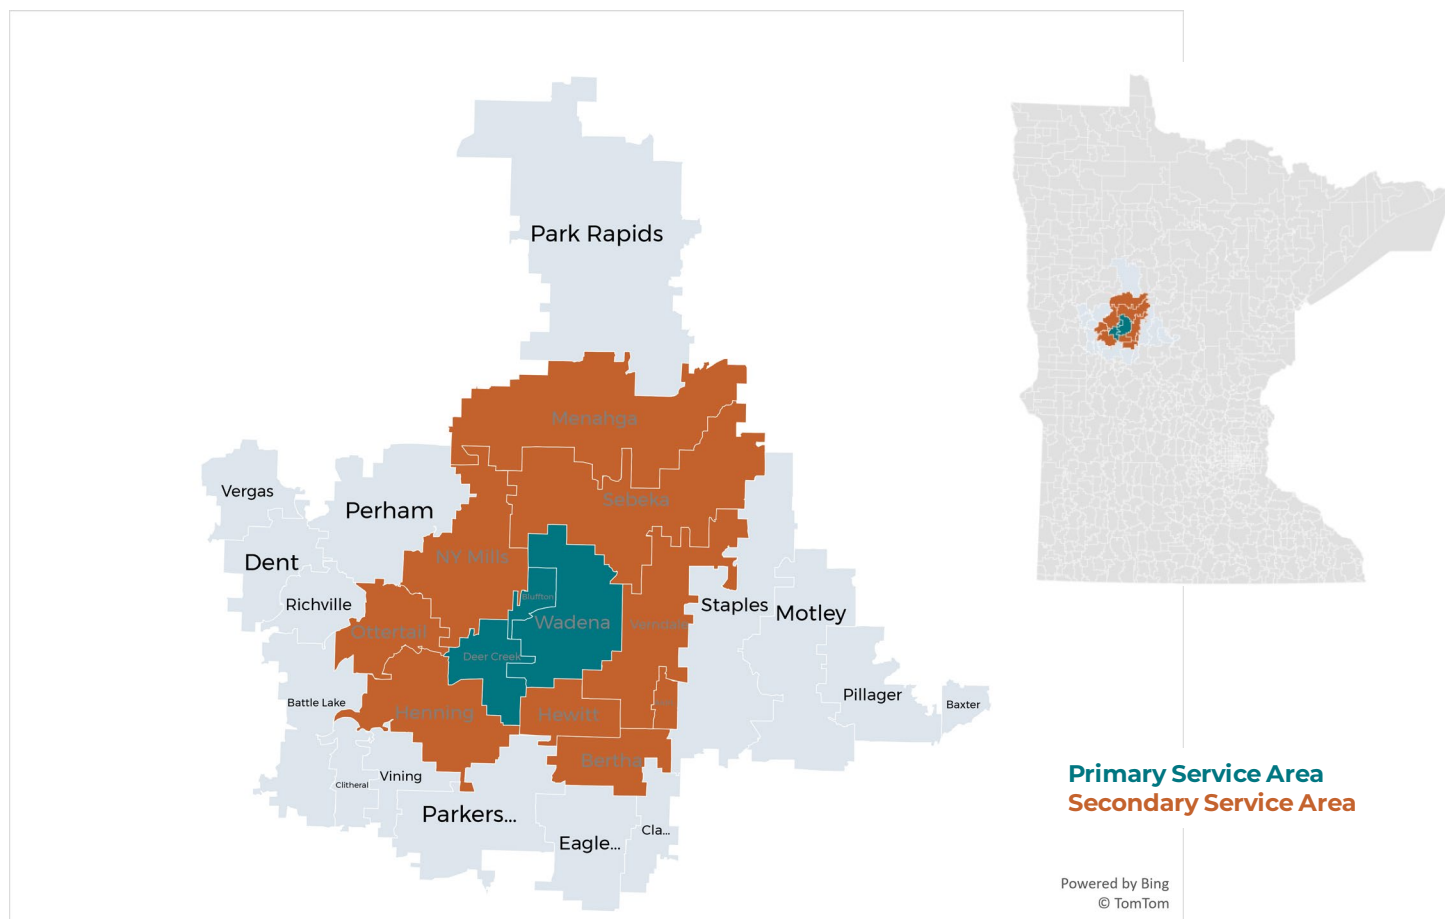 Park Rapids
Menahga
Vergas
Sebeka
Perham
NY Mills
Dent
Bluffton
Richville
Staples
Motley
Wadena
Verndale
Ottertail
Deer Creek
Pillager
Battle Lake
Baxter
Henning
Hewitt
Bertha
Vining
Clitheral
Parkers...
Cla...
Eagle...
Primary Service Area
Secondary Service Area
Powered by Bing
© TomTom